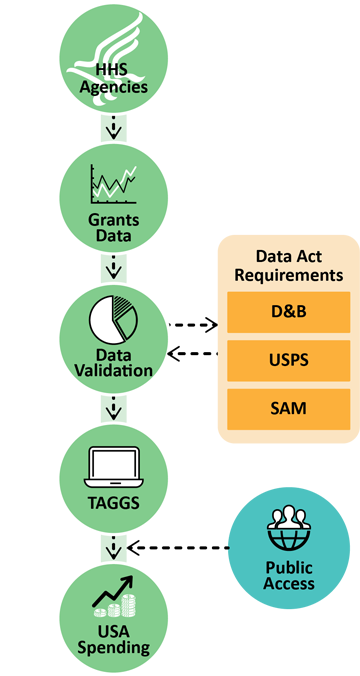 HHS
Agencies
Grants
Data
Data
Validation
Data Act
Requirements
D&B
USPS
SAM
TAGGS
Public
Access
USA
Spending